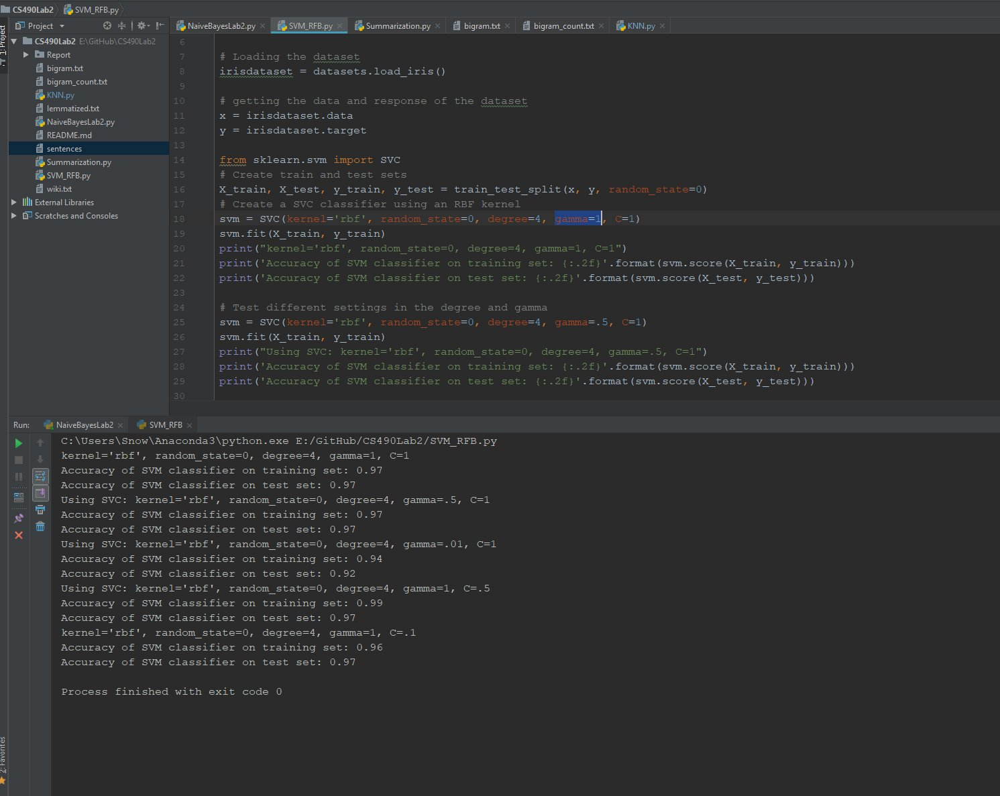 CS490Lab2 SVM_RFB.py
Project
NaiveBayesLab2.py SVM_RFB.py Summarization.py bigram.txt bigram_count.txt KNN.py
1: Project
CS490Lab2 E:\GitHub\CS490Lab2
Report
bigram.txt
bigram_count.txt
KNN.py
lemmatized.txt
NaiveBayesLab2.py
README.md
sentences
Summarization.py
SVM_RFB.py
wiki.txt
External Libraries
Scratches and Consoles
6
7 # Loading the dataset
8 irisdataset = datasets.load_iris()
9
10 # getting the data and response of the dataset
11 x = irisdataset.data
12 y = irisdataset.target
13
14 from sklearn.svm import SVC
15 # Create train and test sets
16 X_train, X_test, y_train, y_test = train_test_split(x, y, random_state=0)
17 # Create a SVC classifier using an RBF kernel
18 svm = SVC(kernel='rbf', random_state=0, degree=4, gamma=1, C=1)
19 svm.fit(X_train, y_train)
20 print("kernel='rbf', random_state=0, degree=4, gamma=1, C=1")
21 print('Accuracy of SVM classifier on training set: {:.2f}'.format(svm.score(X_train, y_train)))
22 print('Accuracy of SVM classifier on test set: {:.2f}'.format(svm.score(X_test, y_test)))
23
24 # Test different settings in the degree and gamma
25 svm = SVC(kernel='rbf', random_state=0, degree=4, gamma=.5, C=1)
26 svm.fit(X_train, y_train)
27 print("Using SVC: kernel='rbf', random_state=0, degree=4, gamma=.5, C=1")
28 print('Accuracy of SVM classifier on training set: {:.2f}'.format(svm.score(X_train, y_train)))
29 print('Accuracy of SVM classifier on test set: {:.2f}'.format(svm.score(X_test, y_test)))
30
Run: NaiveBayesLab2 SVM_RFB
C:\Users\Snow\Anaconda3\python.exe E:/GitHub/CS490Lab2/SVM_RFB.py
kernel='rbf', random_state=0, degree=4, gamma=1, C=1
Accuracy of SVM classifier on training set: 0.97
Accuracy of SVM classifier on test set: 0.97
Using SVC: kernel='rbf', random_state=0, degree=4, gamma=.5, C=1
Accuracy of SVM classifier on training set: 0.97
Accuracy of SVM classifier on test set: 0.97
Using SVC: kernel='rbf', random_state=0, degree=4, gamma=.01, C=1
Accuracy of SVM classifier on training set: 0.94
Accuracy of SVM classifier on test set: 0.92
Using SVC: kernel='rbf', random_state=0, degree=4, gamma=1, C=.5
Accuracy of SVM classifier on training set: 0.99
Accuracy of SVM classifier on test set: 0.97
kernel='rbf', random_state=0, degree=4, gamma=1, C=.1
Accuracy of SVM classifier on training set: 0.96
Accuracy of SVM classifier on test set: 0.97
Process finished with exit code 0
2: Favorites